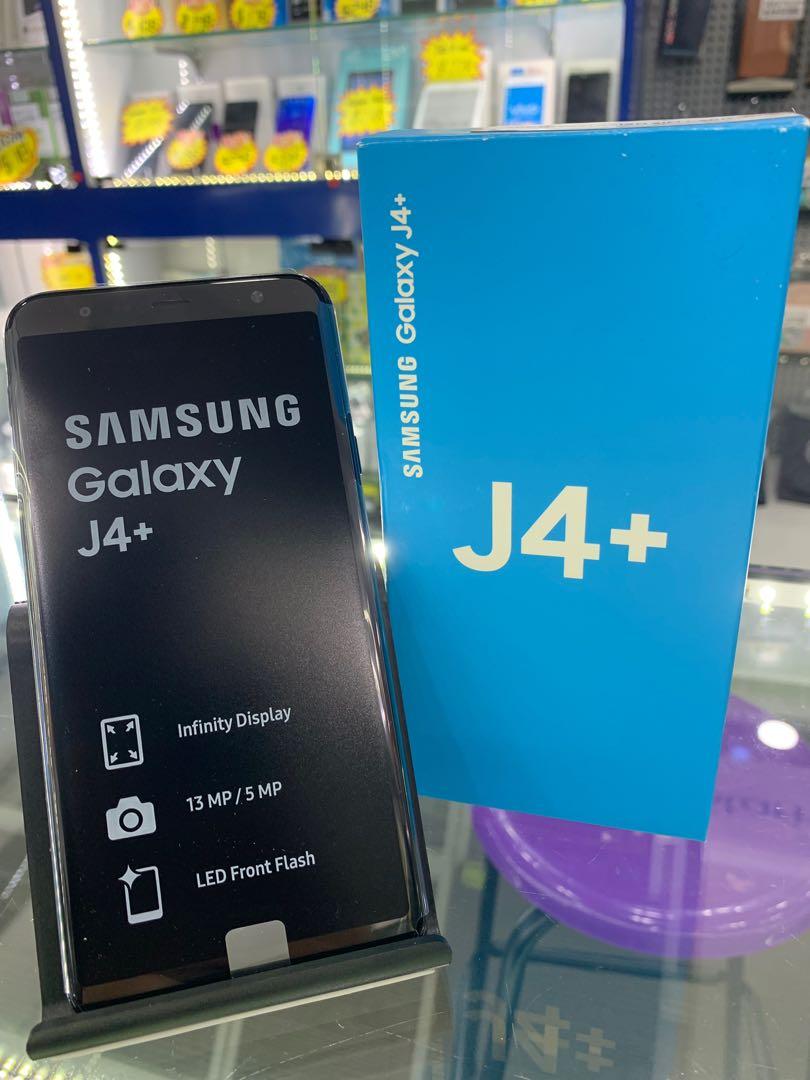 SAMSUNG
Galaxy
J4+
Infinity Display
13 MP / 5 MP
LED Front Flash
SAMSUNG Galaxy J4+
J4+